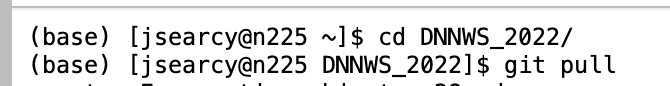 (base) [jsearcy@n225 ~]$ cd DNNWS_2022/
(base) [jsearcy@n225 DNNWS_2022]$ git pull